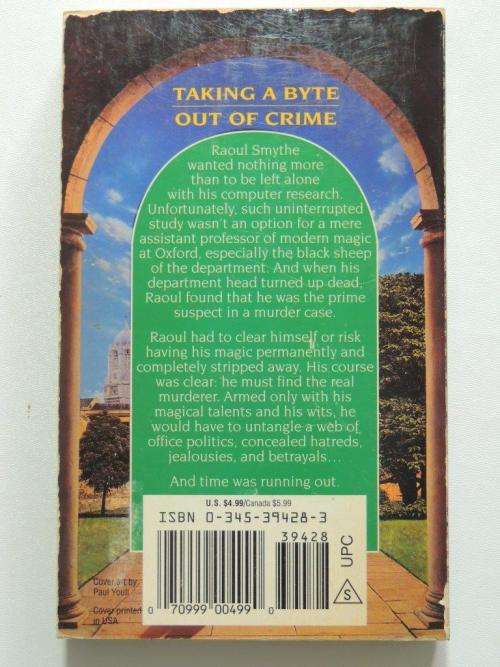 TAKING A BYTE
OUT OF CRIME
Raoul Smythe
wanted nothing more
than to be left alone
with his computer research.
Unfortunately, such uninterrupted
study wasn't an option for a mere
assistant professor of modern magic
at Oxford, especially the black sheep
of the department. And when his
department head turned up dead,
Raoul found that he was the prime
suspect in a murder case.
Raoul had to clear himself or risk
having his magic permanently and
completely stripped away. His course
was clear: he must find the real
murderer. Armed only with his
magical talents and his wits, he
would have to untangle a web of
office politics, concealed hatreds,
jealousies, and betrayals...
And time was running out.
U.S. $4.99/Canada $5.99
ISBN 0-345-39428-3
39428
UPC
S
0 70999 00499 0
Cover art by
Paul Youll
Cover printed
in USA